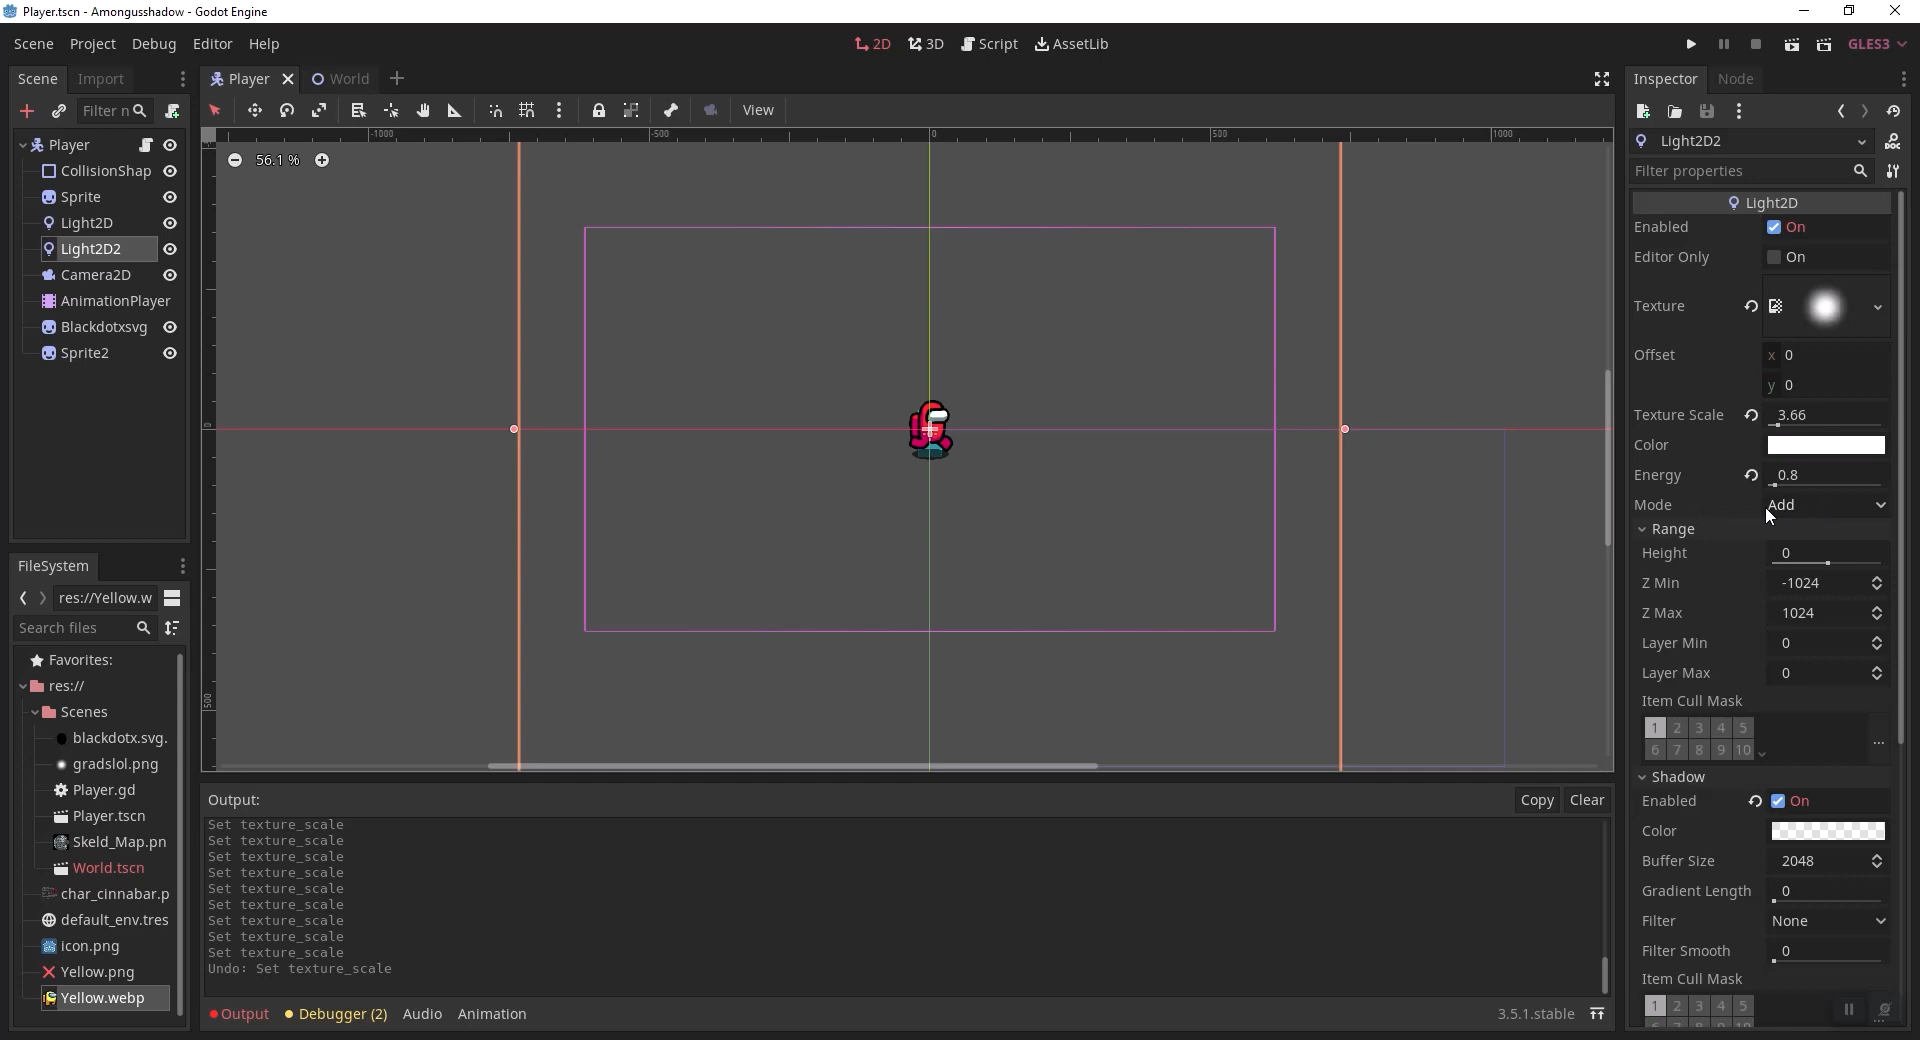 Player.tscn - Amongusshadow - Godot Engine
Scene Project Debug Editor Help
2D 3D Script AssetLib
GLES3
Scene Import
Player World
Inspector Node
Filter n
View
Player
CollisionShap
Sprite
Light2D
Light2D2
Camera2D
AnimationPlayer
Blackdotxsvg
Sprite2
-1000 -500 0 500 1000
56.1 %
0
500
FileSystem
res://Yellow.w
Search files
Favorites:
res://
Scenes
blackdotx.svg.
gradslol.png
Player.gd
Player.tscn
Skeld_Map.pn
World.tscn
char_cinnabar.p
default_env.tres
icon.png
Yellow.png
Yellow.webp
Output:
Copy Clear
Set texture_scale
Set texture_scale
Set texture_scale
Set texture_scale
Set texture_scale
Set texture_scale
Set texture_scale
Set texture_scale
Set texture_scale
Undo: Set texture_scale
Output Debugger (2) Audio Animation
3.5.1.stable
Light2D2
Filter properties
Light2D
Enabled On
Editor Only On
Texture
Offset x 0
y 0
Texture Scale 3.66
Color
Energy 0.8
Mode Add
Range
Height 0
Z Min -1024
Z Max 1024
Layer Min 0
Layer Max 0
Item Cull Mask
1 2 3 4 5
6 7 8 9 10
...
Shadow
Enabled On
Color
Buffer Size 2048
Gradient Length 0
Filter None
Filter Smooth 0
Item Cull Mask
1 2 3 4 5